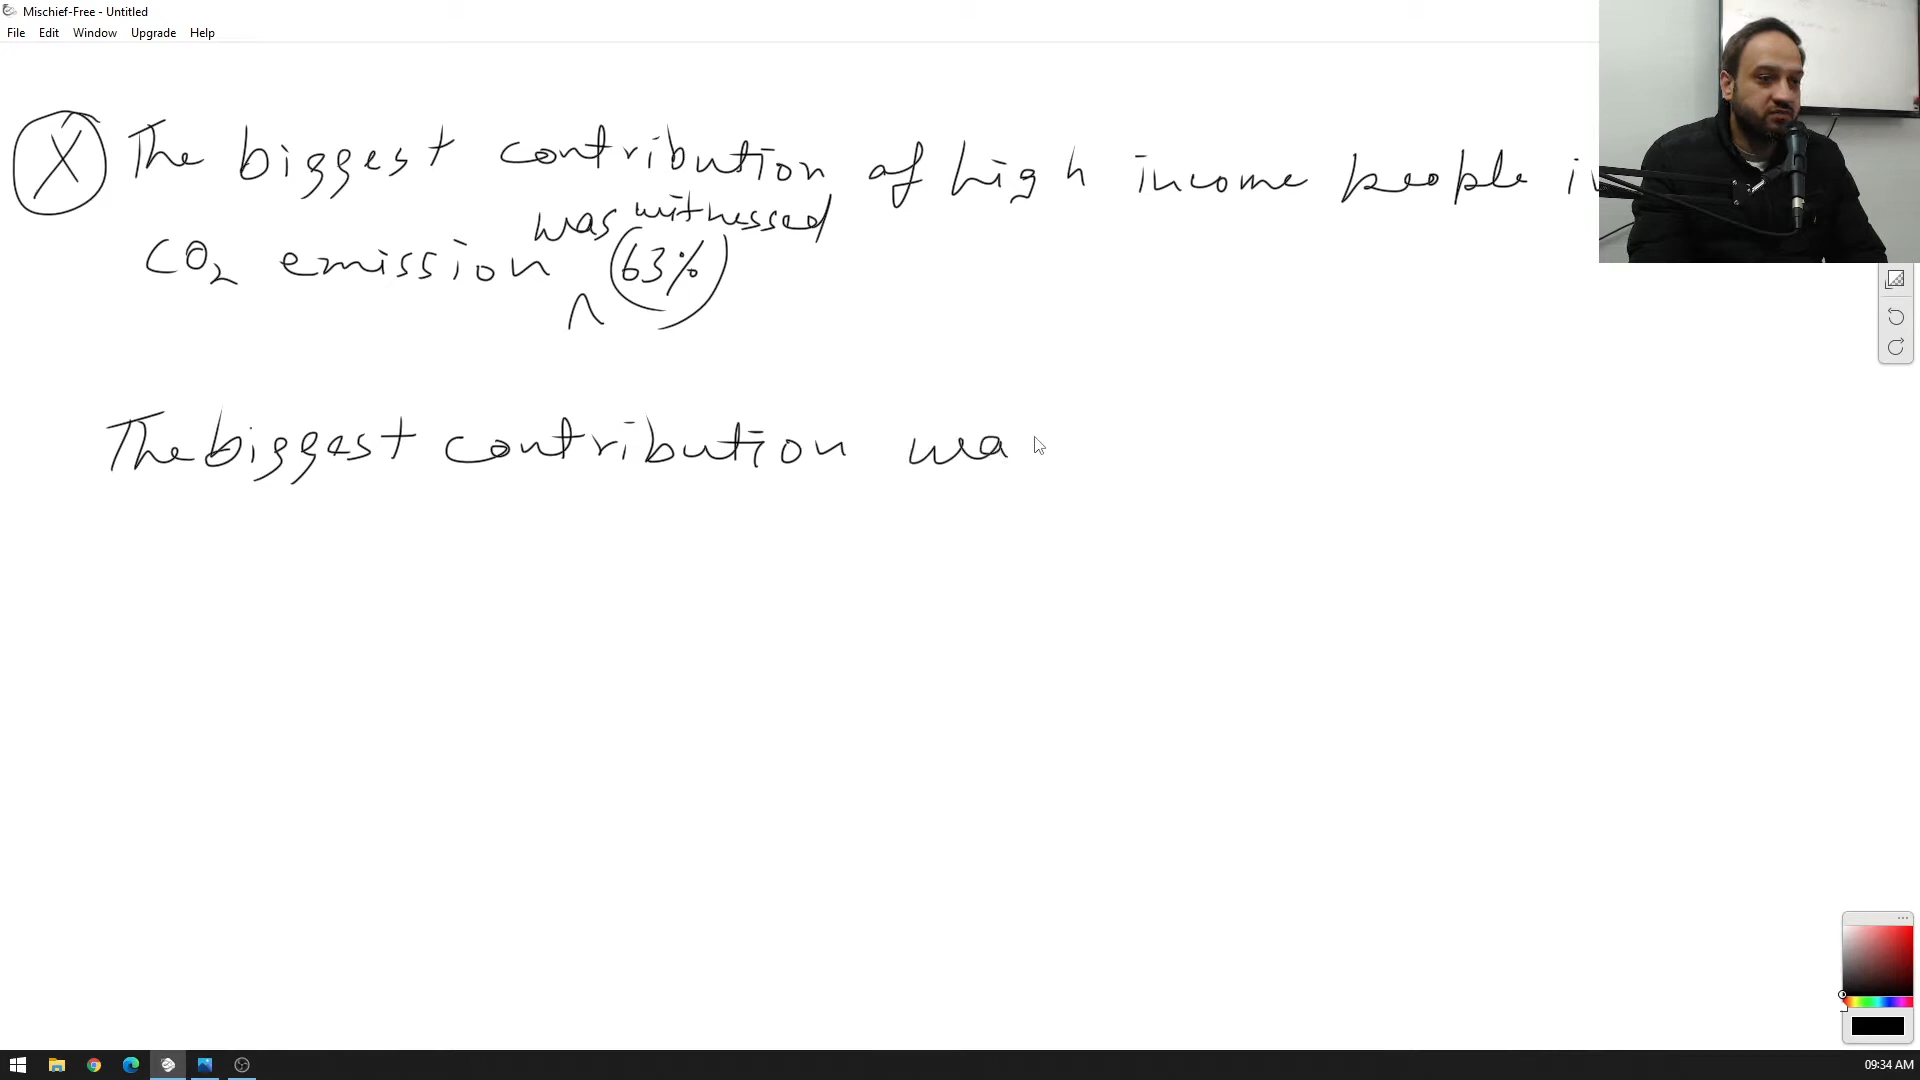 Mischief-Free - Untitled
File Edit Window Upgrade Help
X The biggest contribution of high income people
was witnessed
CO₂ emission 63%
^
The biggest contribution wa
09:34 AM